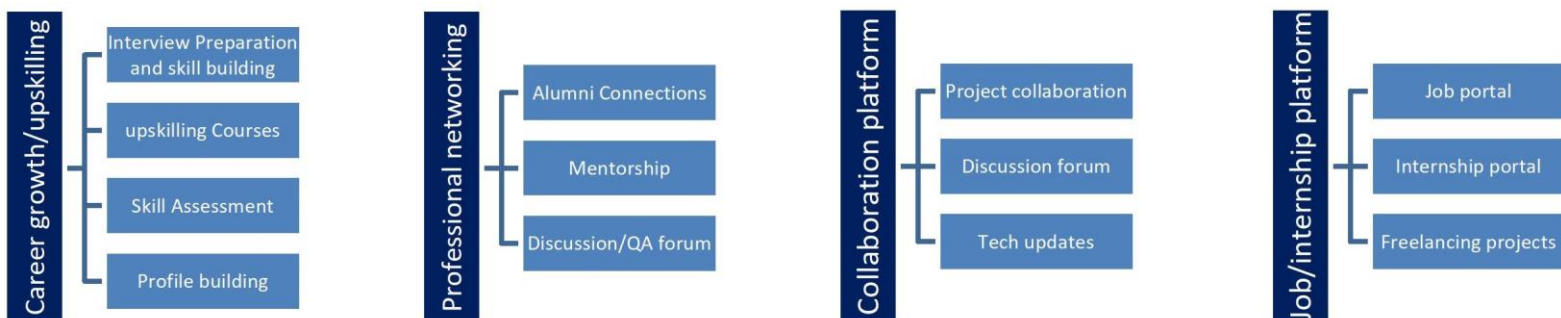 Career growth/upskilling
Interview Preparation
and skill building
upskilling Courses
Skill Assessment
Profile building
Professional networking
Alumni Connections
Mentorship
Discussion/QA forum
Collaboration platform
Project collaboration
Discussion forum
Tech updates
Job/internship platform
Job portal
Internship portal
Freelancing projects